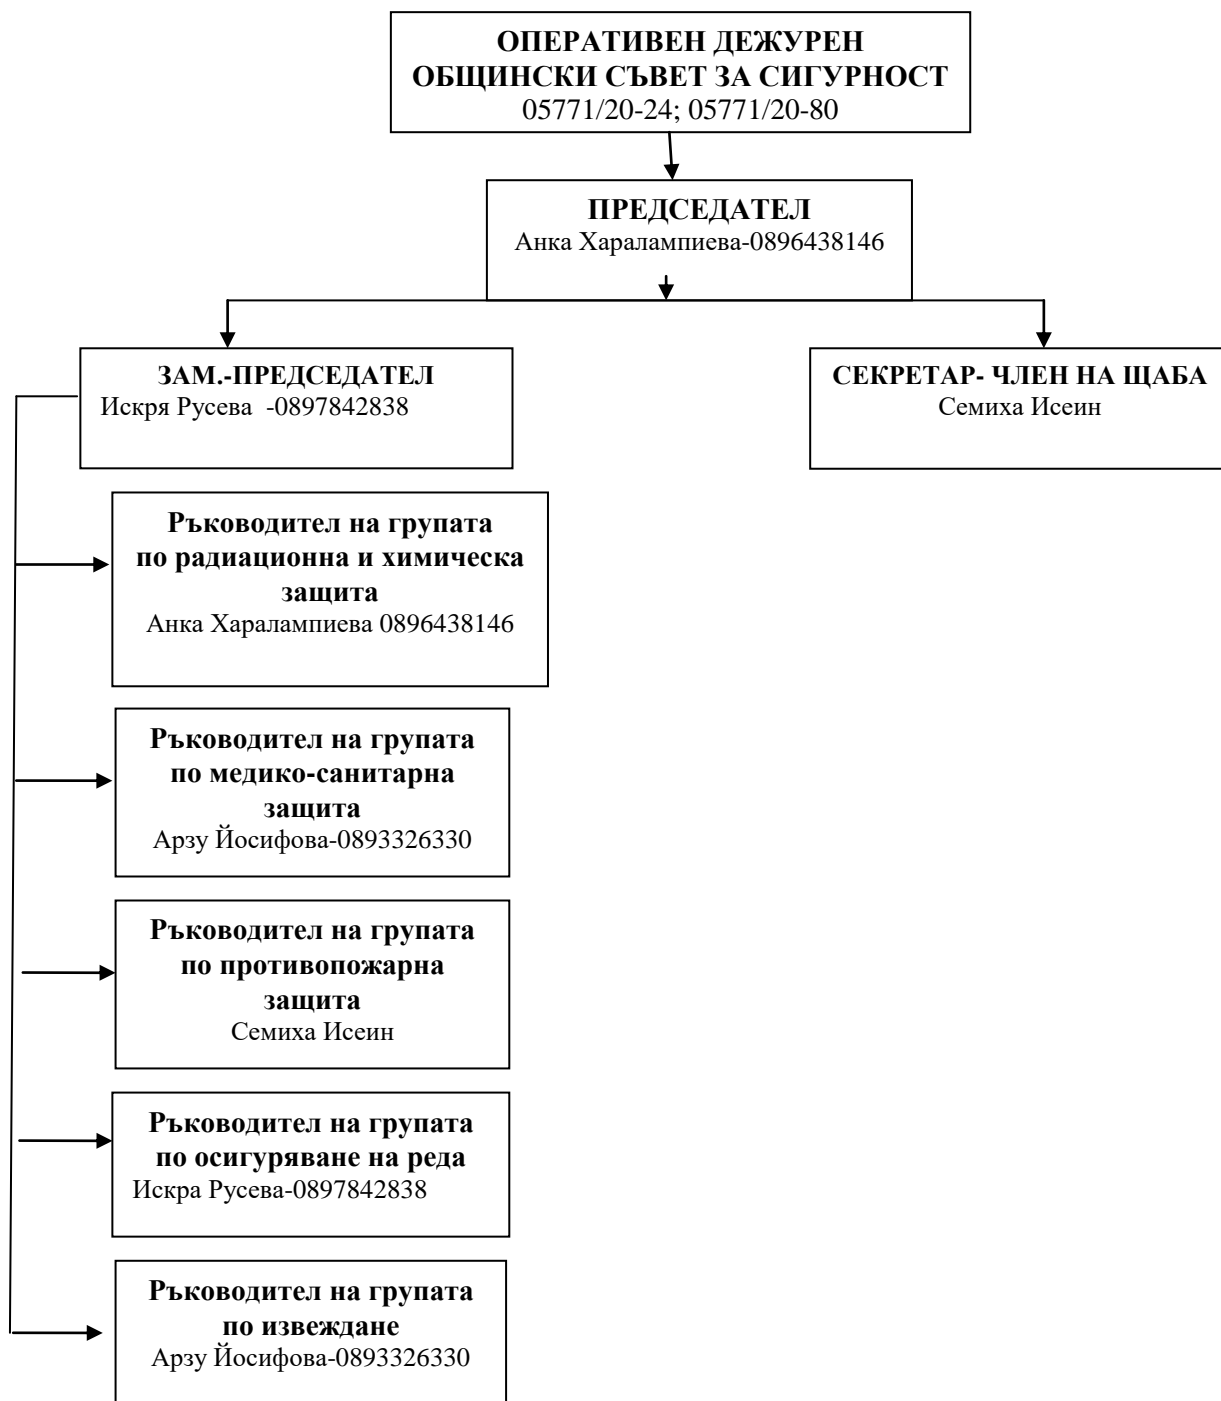 ОПЕРАТИВЕН ДЕЖУРЕН
ОБЩИНСКИ СЪВЕТ ЗА СИГУРНОСТ
05771/20-24; 05771/20-80
ПРЕДСЕДАТЕЛ
Анка Харалампиева-0896438146
ЗАМ.-ПРЕДСЕДАТЕЛ
Искря Русева -0897842838
СЕКРЕТАР- ЧЛЕН НА ЩАБА
Семиха Исеин
Ръководител на групата
по радиационна и химическа
защита
Анка Харалампиева 0896438146
Ръководител на групата
по медико-санитарна
защита
Арзу Йосифова-0893326330
Ръководител на групата
по противопожарна
защита
Семиха Исеин
Ръководител на групата
по осигуряване на реда
Искра Русева-0897842838
Ръководител на групата
по извеждане
Арзу Йосифова-0893326330